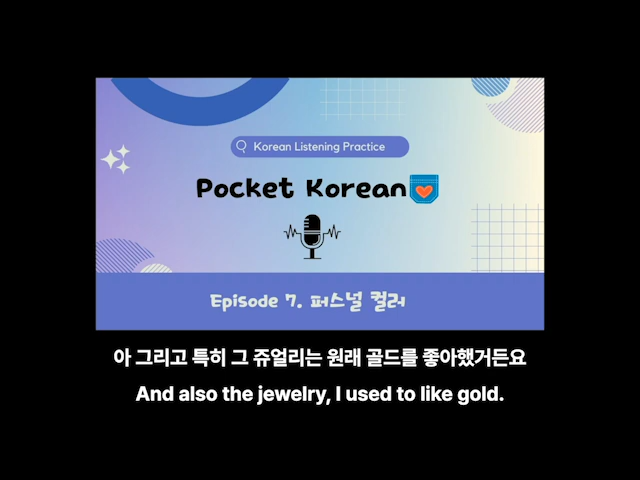 Korean Listening Practice
Pocket Korean
Episode 7. 퍼스널 컬러
아 그리고 특히 그 쥬얼리는 원래 골드를 좋아했거든요
And also the jewelry, I used to like gold.